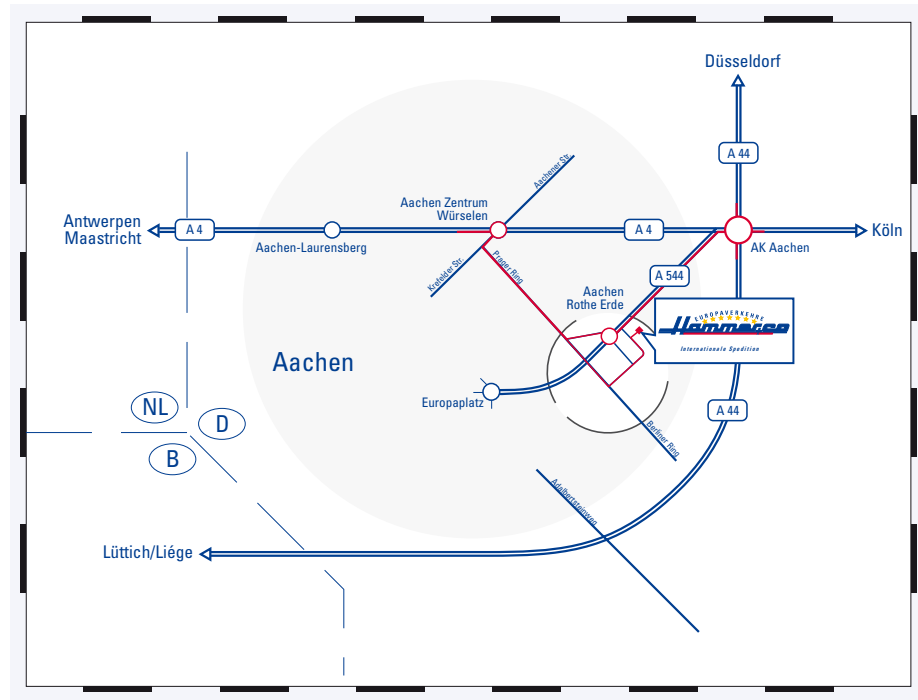 Düsseldorf
A 44
Aachener Str.
Aachen Zentrum
Würselen
Antwerpen
Maastricht
A 4
A 4
Köln
Aachen-Laurensberg
AK Aachen
Krefelder Str.
Prager Ring
A 544
Aachen
Rothe Erde
EUROPAVERKEHRE
Hammesse
Internationale Spedition
Aachen
Europaplatz
NL
D
B
A 44
Berliner Ring
Adalbertsteinweg
Lüttich/Liége